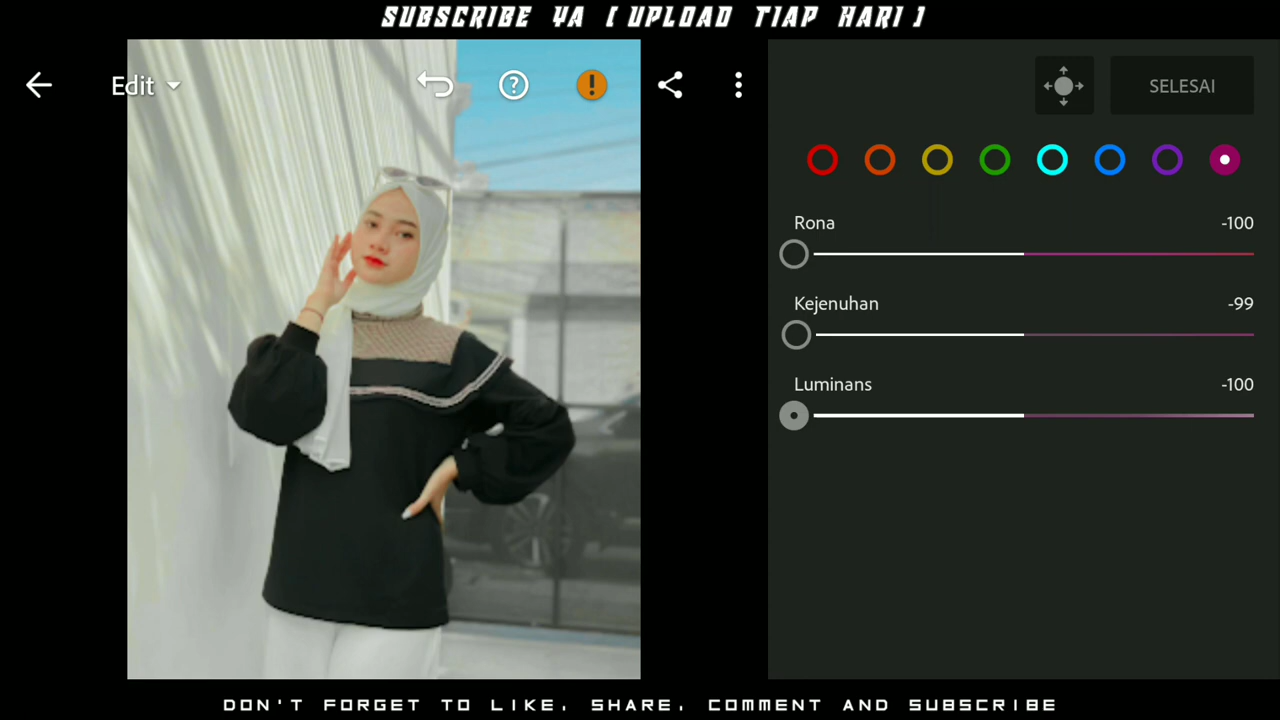 SUBSCRIBE YA [ UPLOAD TIAP HARI ]
Edit
SELESAI
Rona -100
Kejenuhan -99
Luminans -100
DON'T FORGET TO LIKE, SHARE, COMMENT AND SUBSCRIBE